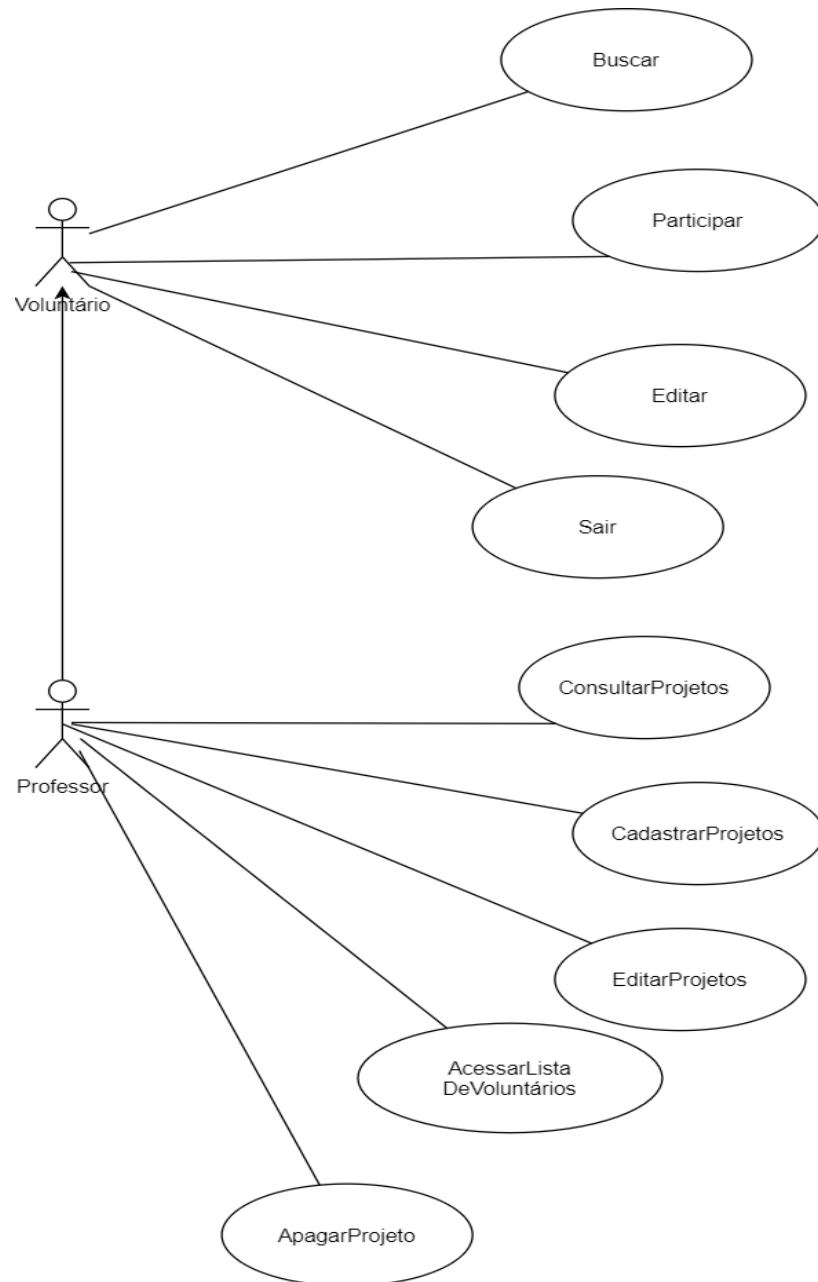 Buscar
Participar
Voluntário
Editar
Sair
ConsultarProjetos
Professor
CadastrarProjetos
EditarProjetos
AcessarLista
DeVoluntários
ApagarProjeto